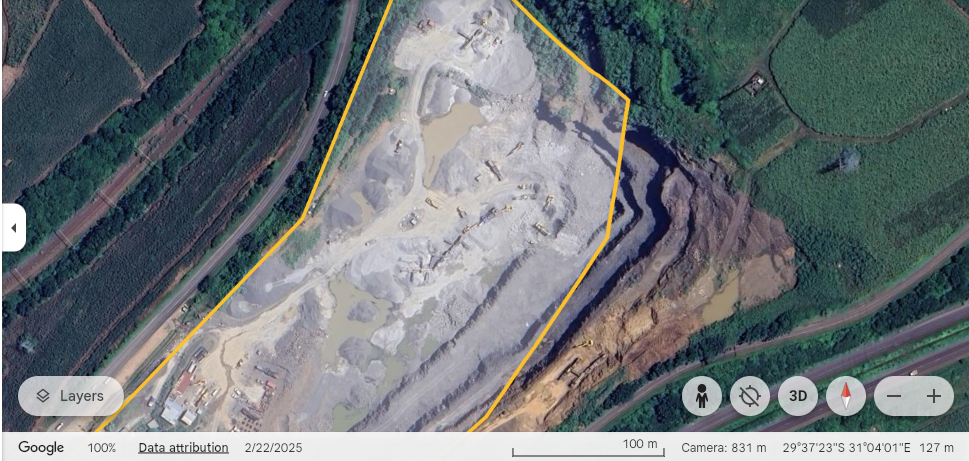 Layers
3D
100 m
Google 100% Data attribution 2/22/2025 Camera: 831 m 29°37'23"S 31°04'01"E 127 m